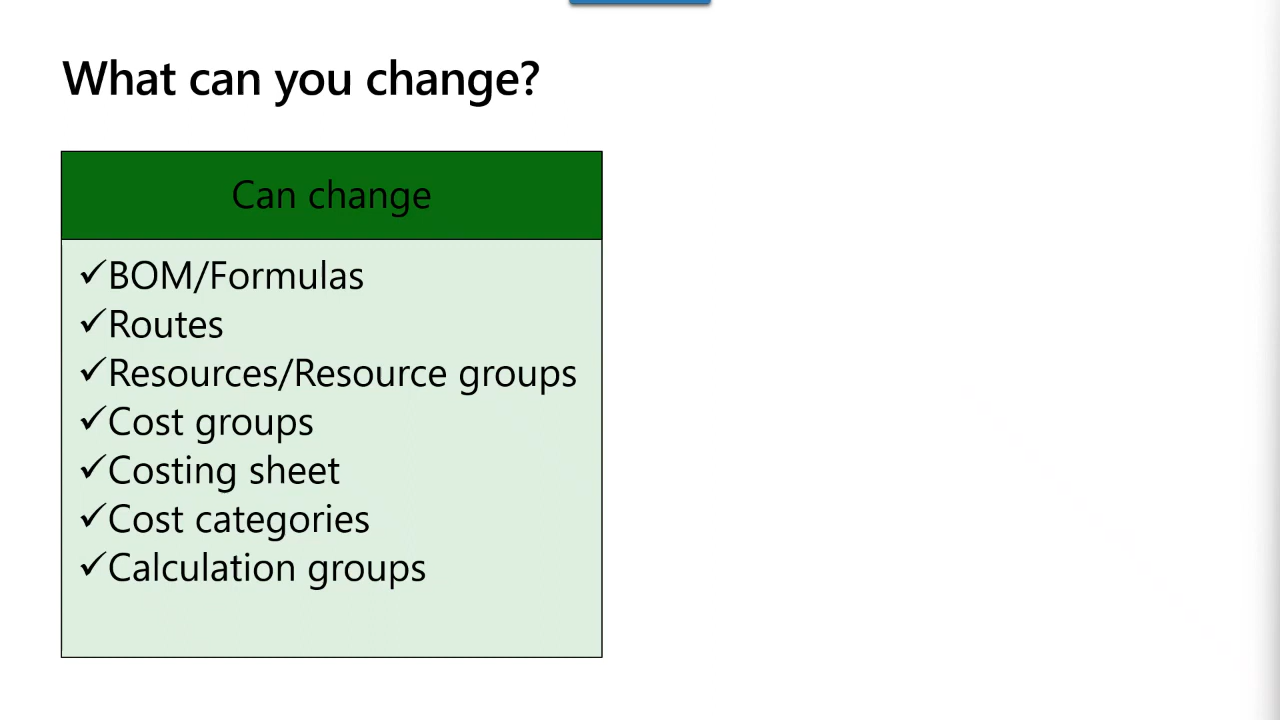 What can you change?
Can change
✓BOM/Formulas
✓Routes
✓Resources/Resource groups
✓Cost groups
✓Costing sheet
✓Cost categories
✓Calculation groups